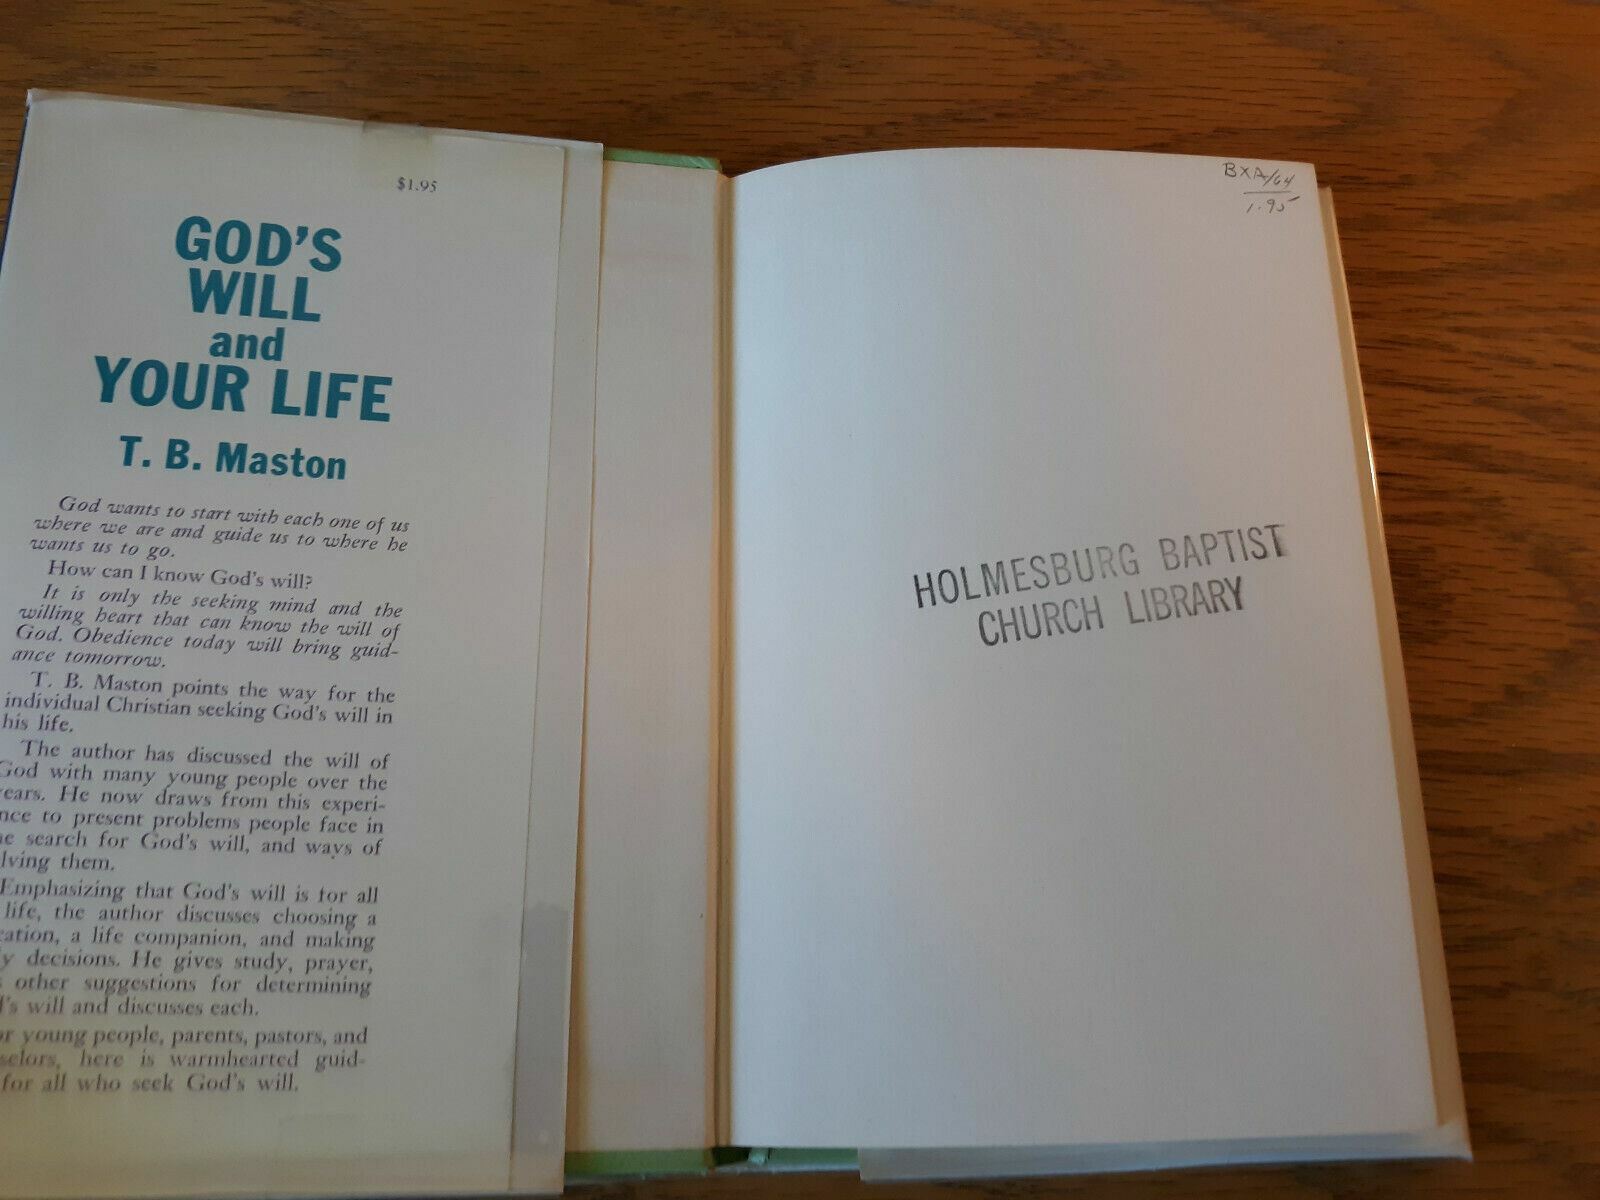 $1.95
GOD'S
WILL
and
YOUR LIFE
T. B. Maston
God wants to start with each one of us
where we are and guide us to where he
wants us to go.
How can I know God's will?
It is only the seeking mind and the
willing heart that can know the will of
God. Obedience today will bring guid-
ance tomorrow.
T. B. Maston points the way for the
individual Christian seeking God's will in
his life.
The author has discussed the will of
God with many young people over the
ears. He now draws from this experi-
nce to present problems people face in
e search for God's will, and ways of
lving them.
Emphasizing that God's will is for all
life, the author discusses choosing a
cation, a life companion, and making
y decisions. He gives study, prayer,
other suggestions for determining
's will and discusses each.
or young people, parents, pastors, and
selors, here is warmhearted guid-
for all who seek God's will.
BXA/64
1.95
HOLMESBURG BAPTIST
CHURCH LIBRARY